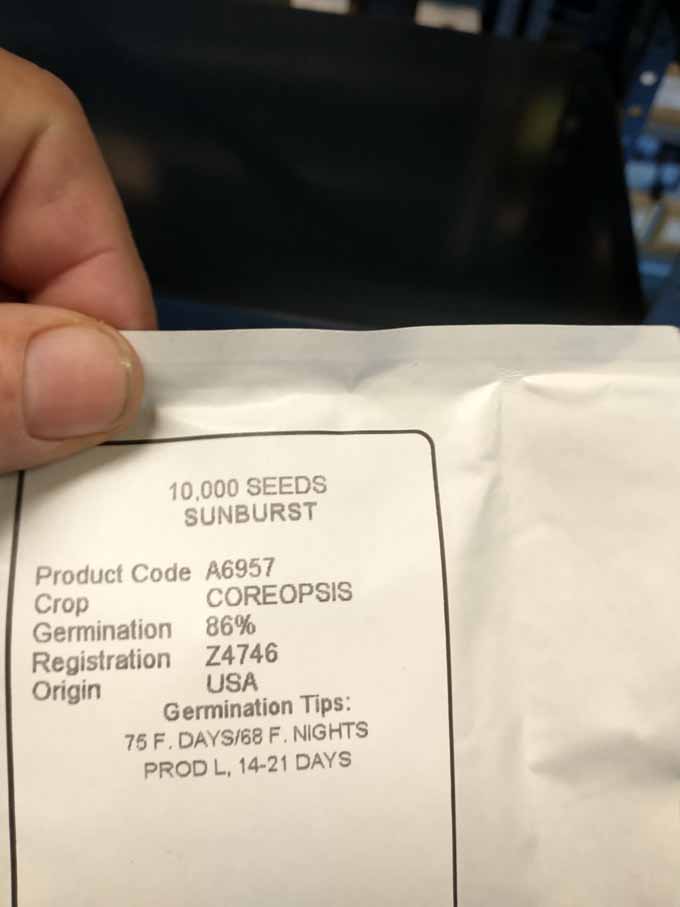 10,000 SEEDS
SUNBURST
Product Code A6957
Crop COREOPSIS
Germination 86%
Registration Z4746
Origin USA
Germination Tips:
75 F. DAYS/68 F. NIGHTS
PROD L, 14-21 DAYS